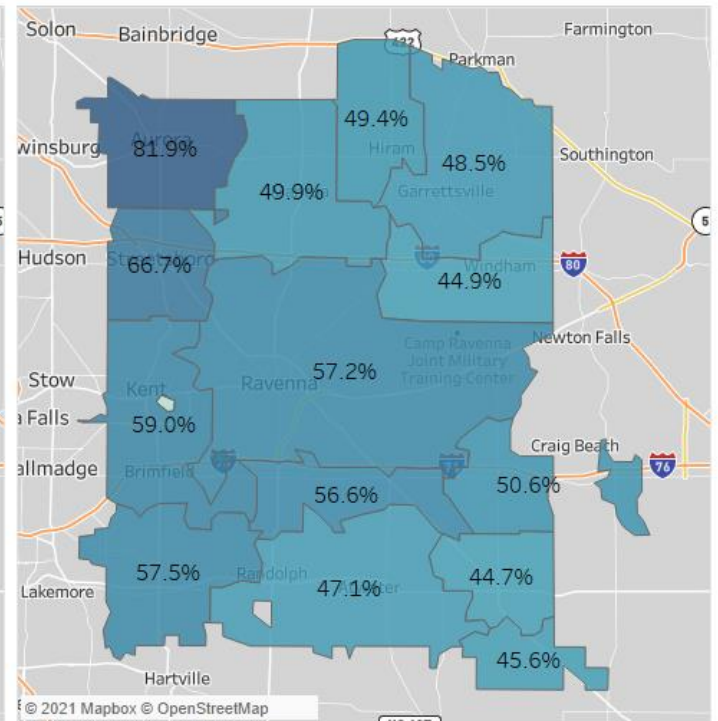 Solon
Bainbridge
422
Farmington
Parkman
winsburg
Aurora
81.9%
49.4%
Hiram
48.5%
Southington
49.9%
Garrettsville
5
Hudson
Streetsboro
66.7%
Windham
80
44.9%
Newton Falls
Camp Ravenna
Joint Military
Training Center
57.2%
Stow
Kent
Ravenna
a Falls
59.0%
Craig Beach
allmadge
Brimfield
76
50.6%
56.6%
57.5%
Randolph
47.1%
44.7%
Lakemore
45.6%
Hartville
© 2021 Mapbox © OpenStreetMap